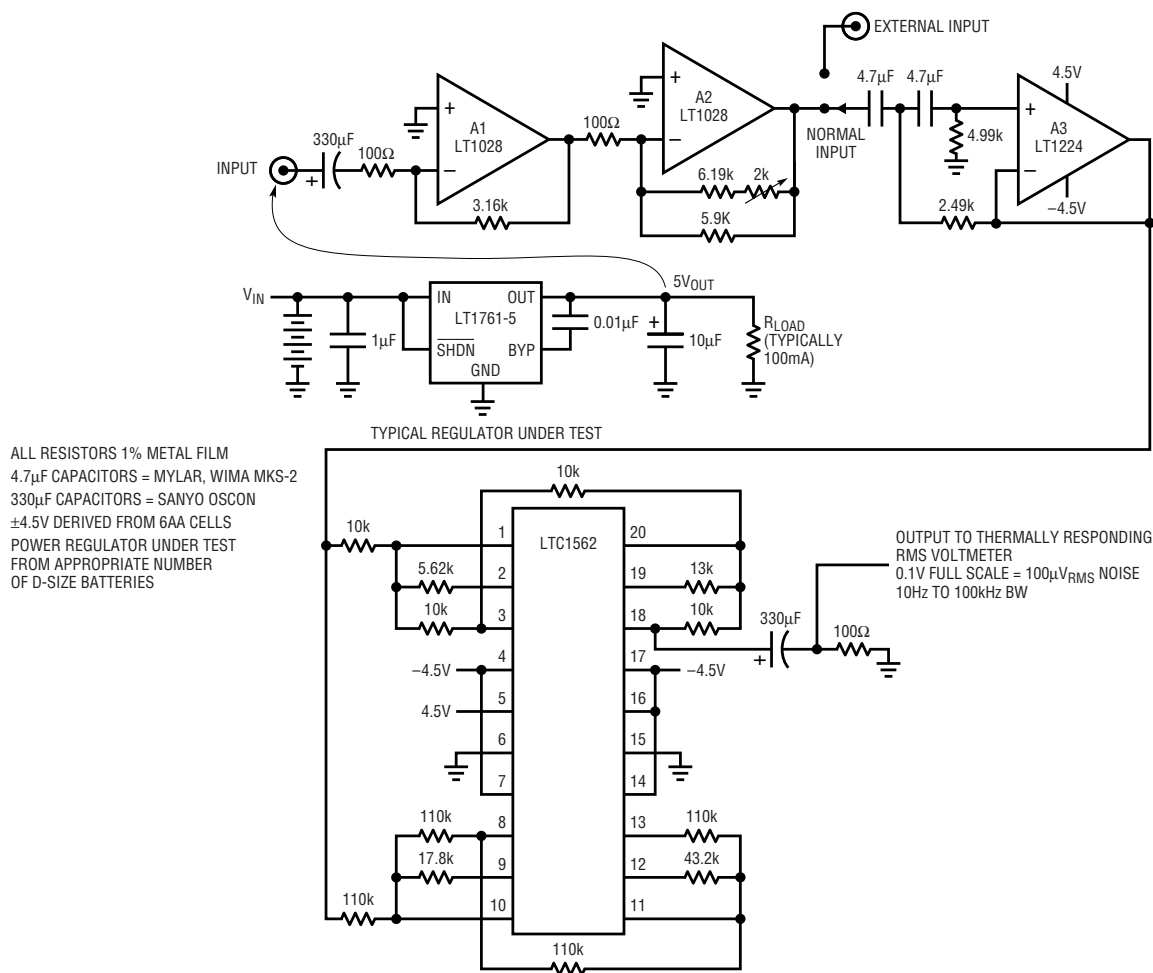 EXTERNAL INPUT
4.7µF
4.7µF
4.5V
+
A2
LT1028
–
+
A1
LT1028
–
100Ω
NORMAL
INPUT
+
A3
LT1224
–
4.99k
–4.5V
330µF
INPUT
+
100Ω
6.19k
2k
3.16k
5.9K
2.49k
5VOUT
VIN
IN
OUT
LT1761-5
SHDN
BYP
GND
1µF
0.01µF
+
10µF
RLOAD
(TYPICALLY
100mA)
TYPICAL REGULATOR UNDER TEST
ALL RESISTORS 1% METAL FILM
4.7µF CAPACITORS = MYLAR, WIMA MKS-2
330µF CAPACITORS = SANYO OSCON
±4.5V DERIVED FROM 6AA CELLS
POWER REGULATOR UNDER TEST
FROM APPROPRIATE NUMBER
OF D-SIZE BATTERIES
10k
10k
1
LTC1562
20
5.62k
2
19
13k
10k
3
18
10k
–4.5V
4
17
–4.5V
4.5V
5
16
6
15
7
14
110k
8
13
110k
17.8k
9
12
43.2k
110k
10
11
110k
330µF
+
100Ω
OUTPUT TO THERMALLY RESPONDING
RMS VOLTMETER
0.1V FULL SCALE = 100µVRMS NOISE
10Hz TO 100kHz BW